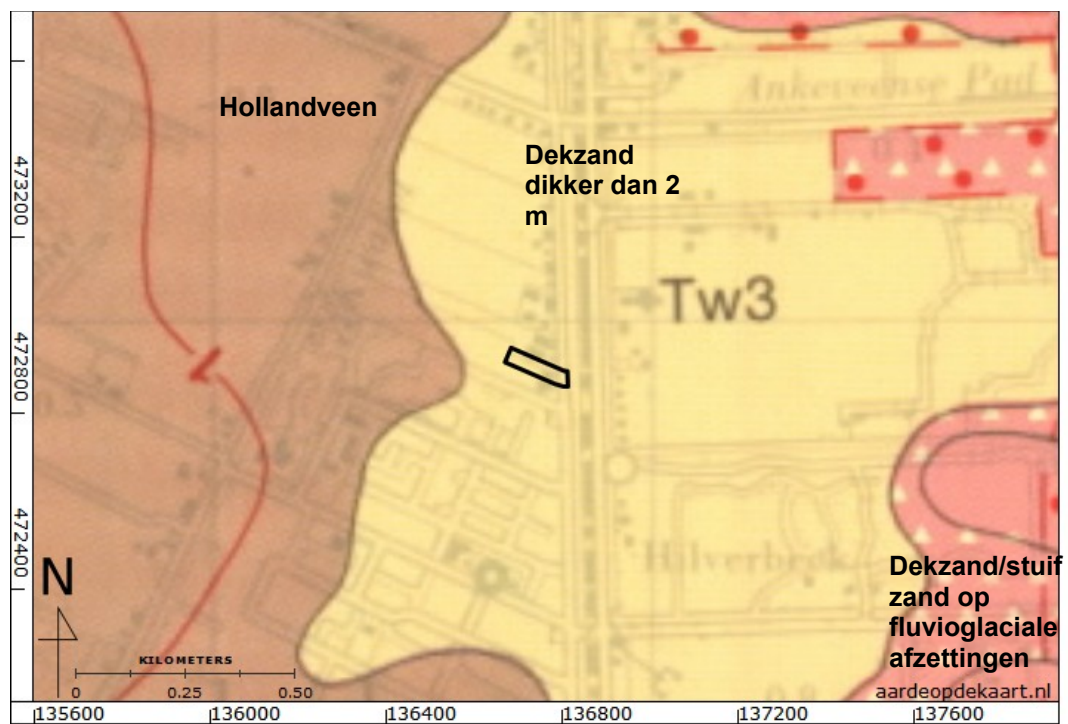 Hollandveen
Ankeveense Pad
Dekzand
dikker dan 2
m
473200
Tw3
472800
1
472400
Hilverbeek
N
Dekzand/stuif
zand op
fluvioglaciale
afzettingen
KILOMETERS
0 0.25 0.50
aardeopdekaart.nl
135600 136000 136400 136800 137200 137600